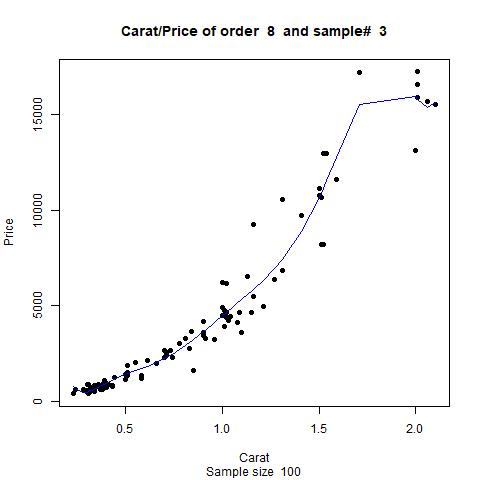 Carat/Price of order 8 and sample# 3
Price
15000
10000
5000
0
0.5 1.0 1.5 2.0
Carat
Sample size 100